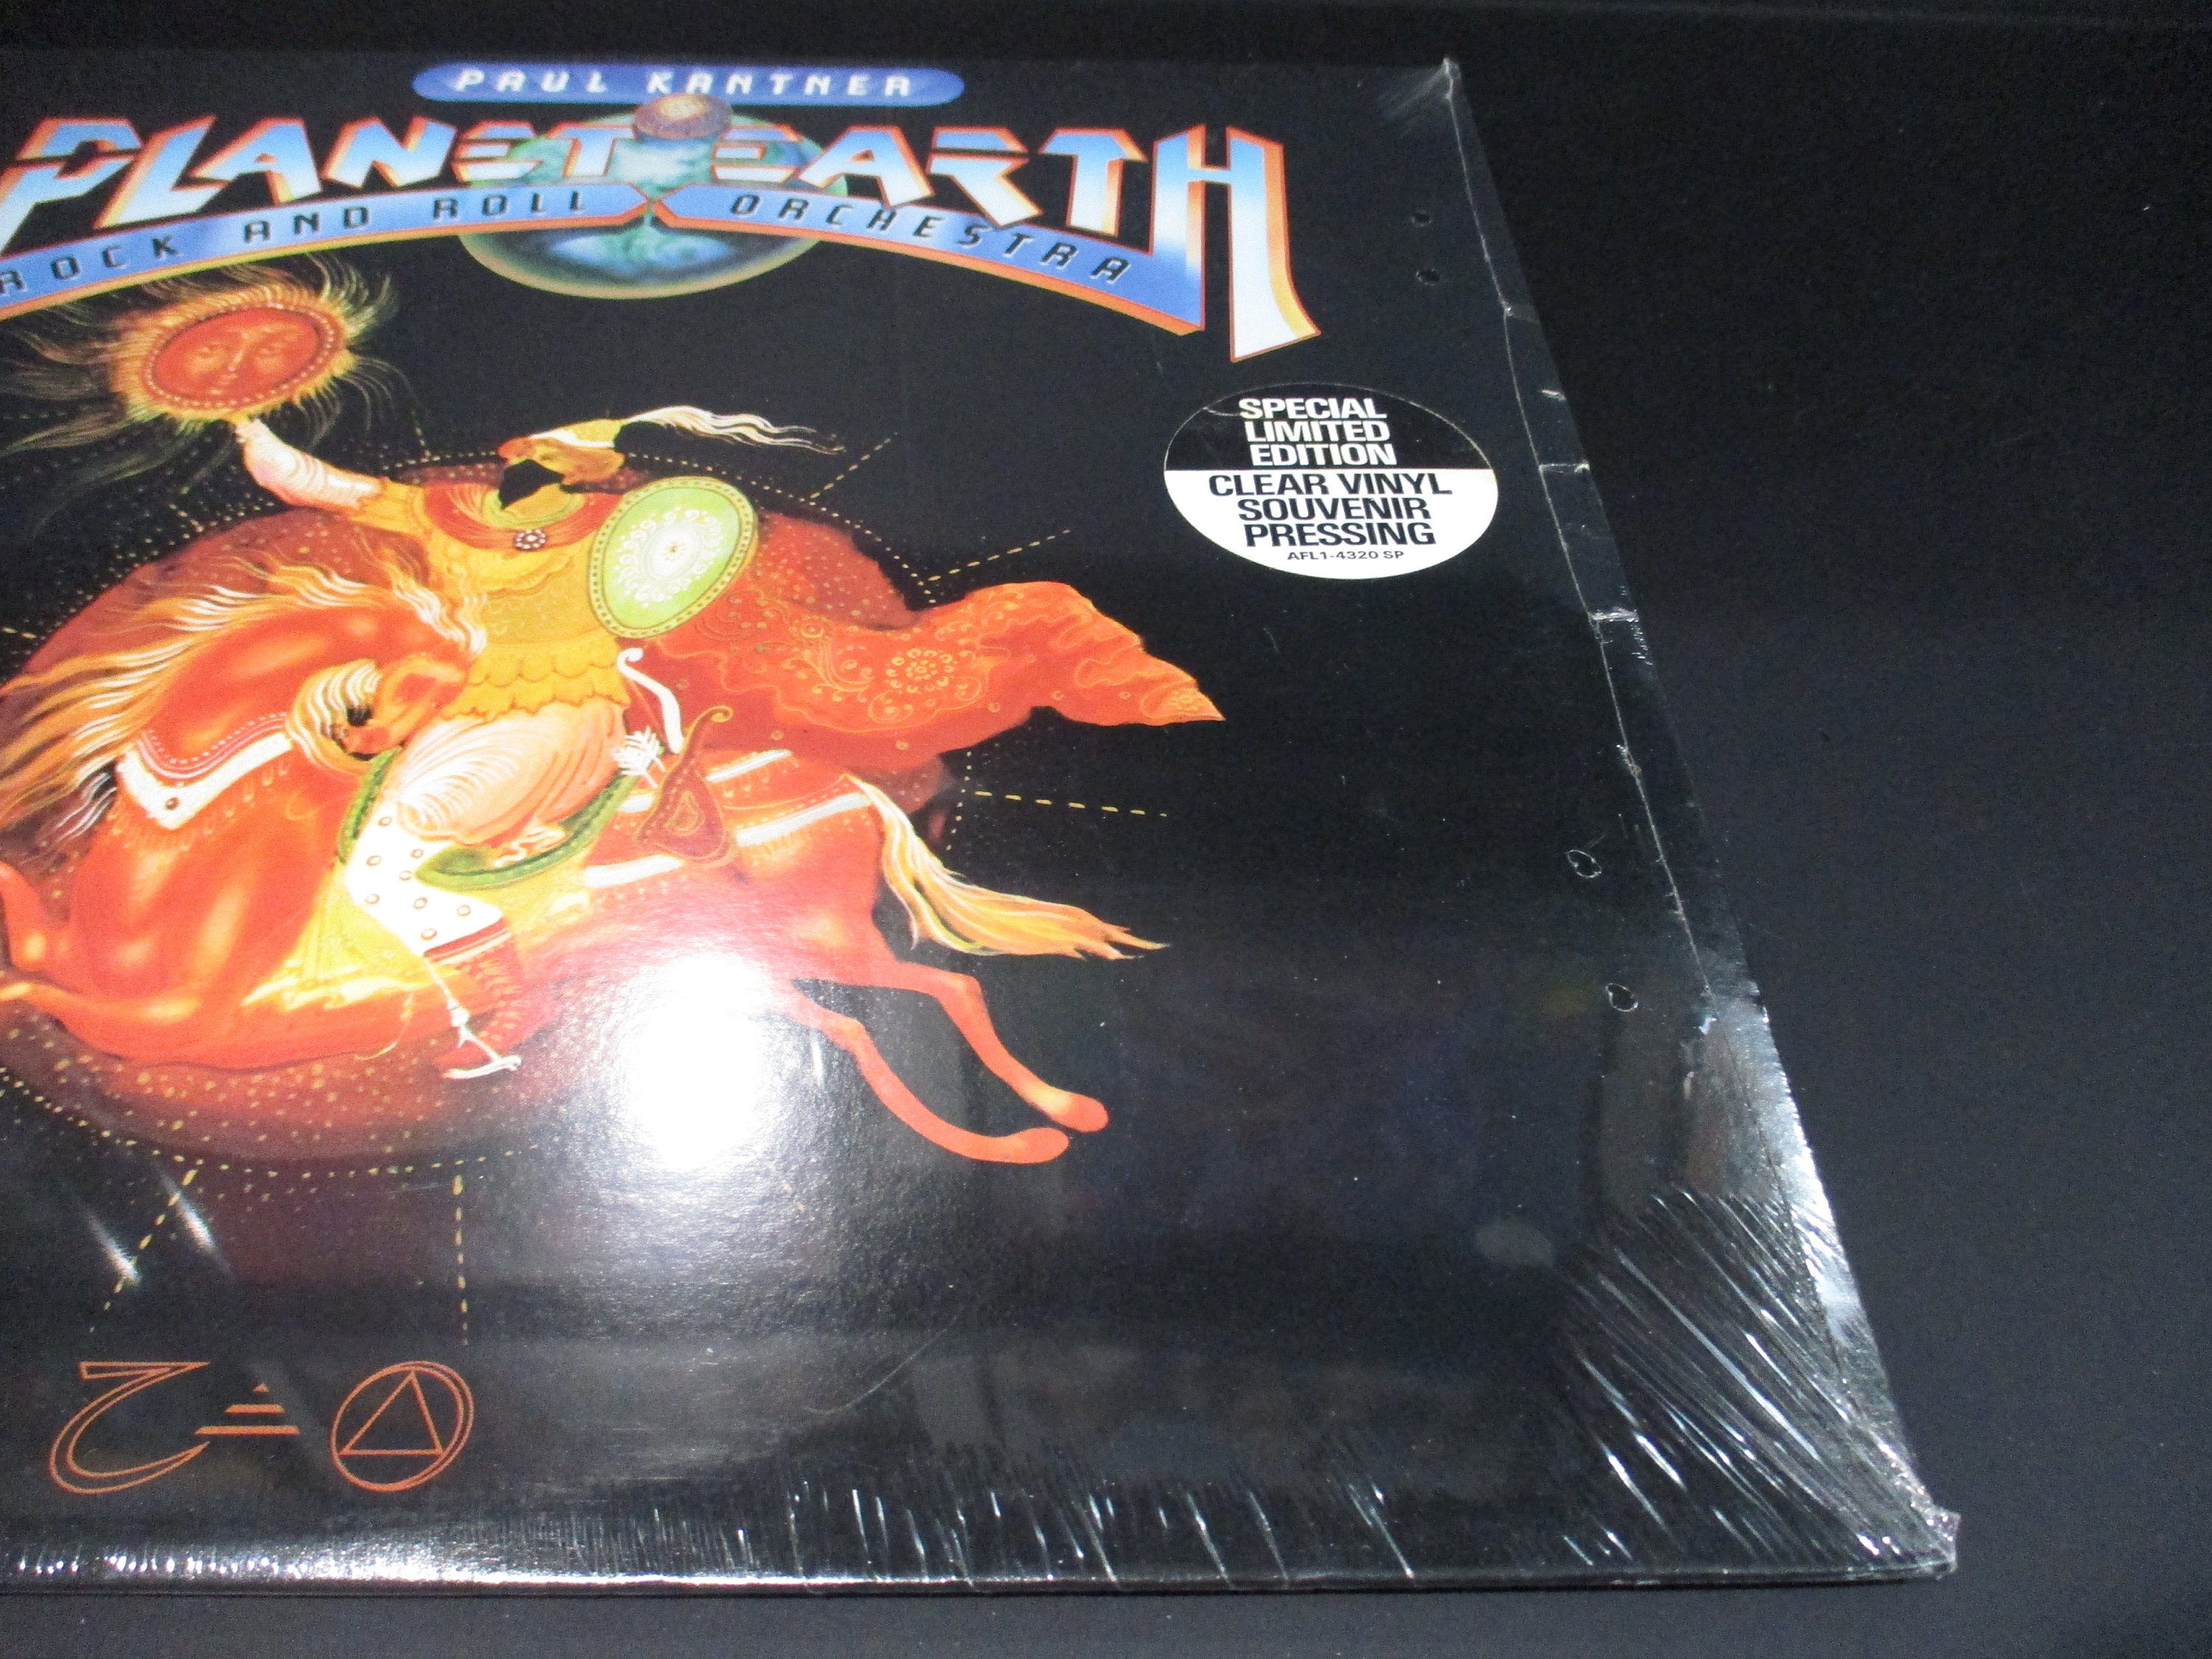 PAUL KANTNER
PLANET EARTH
ROCK AND ROLL ORCHESTRA
SPECIAL
LIMITED
EDITION
CLEAR VINYL
SOUVENIR
PRESSING
AFL1-4320 SP